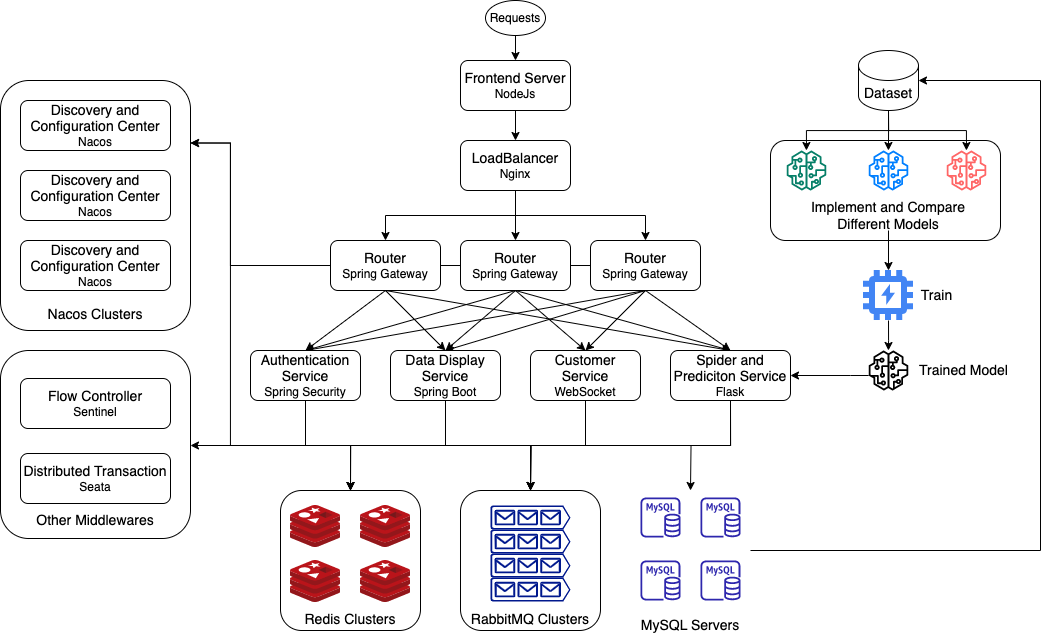 Requests
Frontend Server
NodeJs
LoadBalancer
Nginx
Router
Spring Gateway
Router
Spring Gateway
Router
Spring Gateway
Discovery and
Configuration Center
Nacos
Discovery and
Configuration Center
Nacos
Discovery and
Configuration Center
Nacos
Nacos Clusters
Flow Controller
Sentinel
Distributed Transaction
Seata
Other Middlewares
Authentication
Service
Spring Security
Data Display
Service
Spring Boot
Customer
Service
WebSocket
Spider and
Prediciton Service
Flask
Dataset
Implement and Compare
Different Models
Train
Trained Model
Redis Clusters
RabbitMQ Clusters
MySQL
MySQL
MySQL
MySQL
MySQL Servers